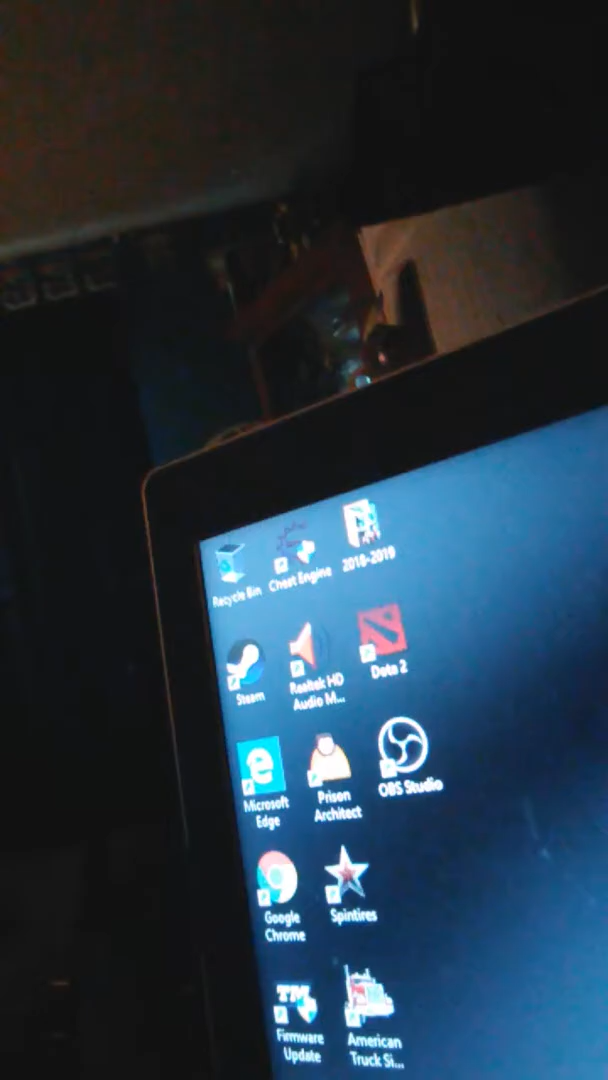 Recycle Bin
Cheat Engine
2018-2019
Steam
Realtek HD
Audio M...
Dota 2
Microsoft
Edge
Prison
Architect
OBS Studio
Google
Chrome
Spintires
TM
Firmware
Update
American
Truck Si...